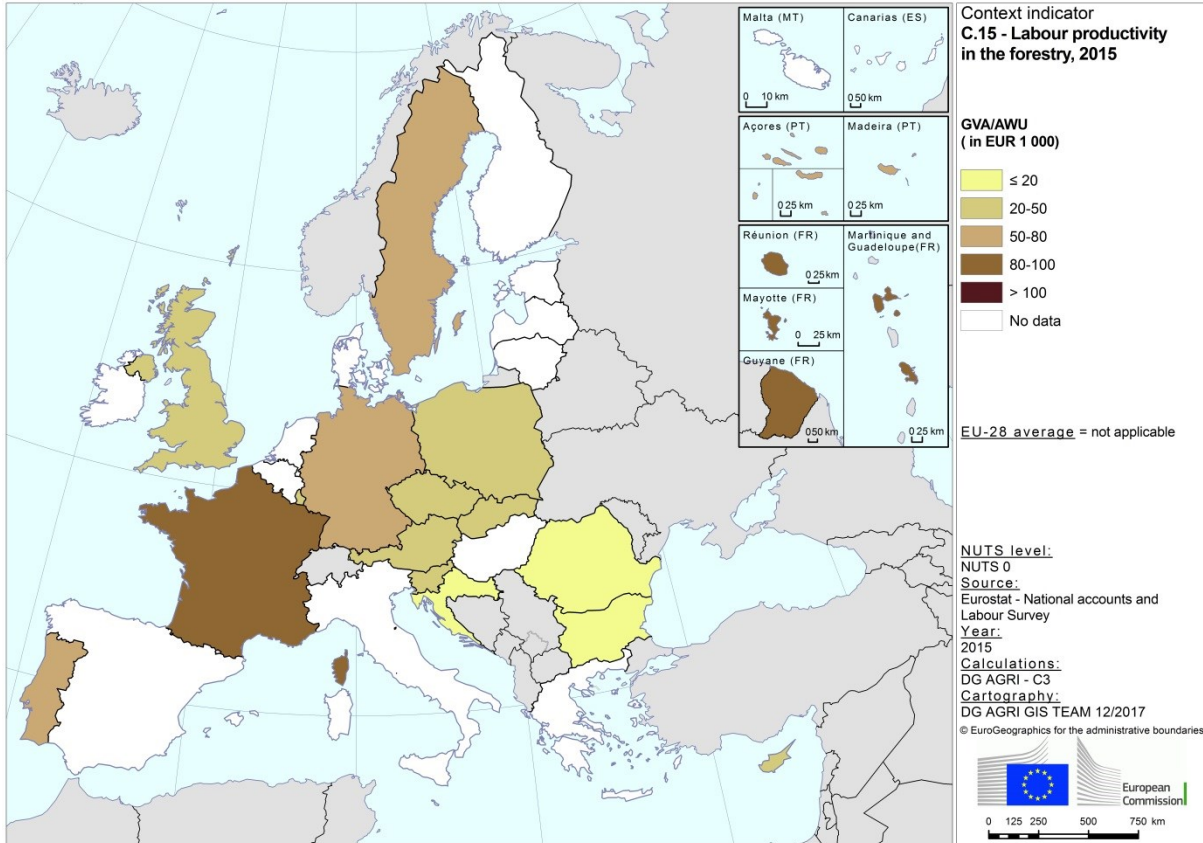 Malta (MT)
0 10 km
Canarias (ES)
0 50 km
Açores (PT)
0 25 km
Madeira (PT)
0 25 km
Réunion (FR)
0 25 km
Martinique and
Guadeloupe(FR)
0 25 km
Mayotte (FR)
0 25 km
Guyane (FR)
0 50 km
Context indicator
C.15 - Labour productivity
in the forestry, 2015
GVA/AWU
( in EUR 1 000)
≤ 20
20-50
50-80
80-100
> 100
No data
EU-28 average = not applicable
NUTS level:
NUTS 0
Source:
Eurostat - National accounts and
Labour Survey
Year:
2015
Calculations:
DG AGRI - C3
Cartography:
DG AGRI GIS TEAM 12/2017
© EuroGeographics for the administrative boundaries
European
Commission
0 125 250 500 750 km